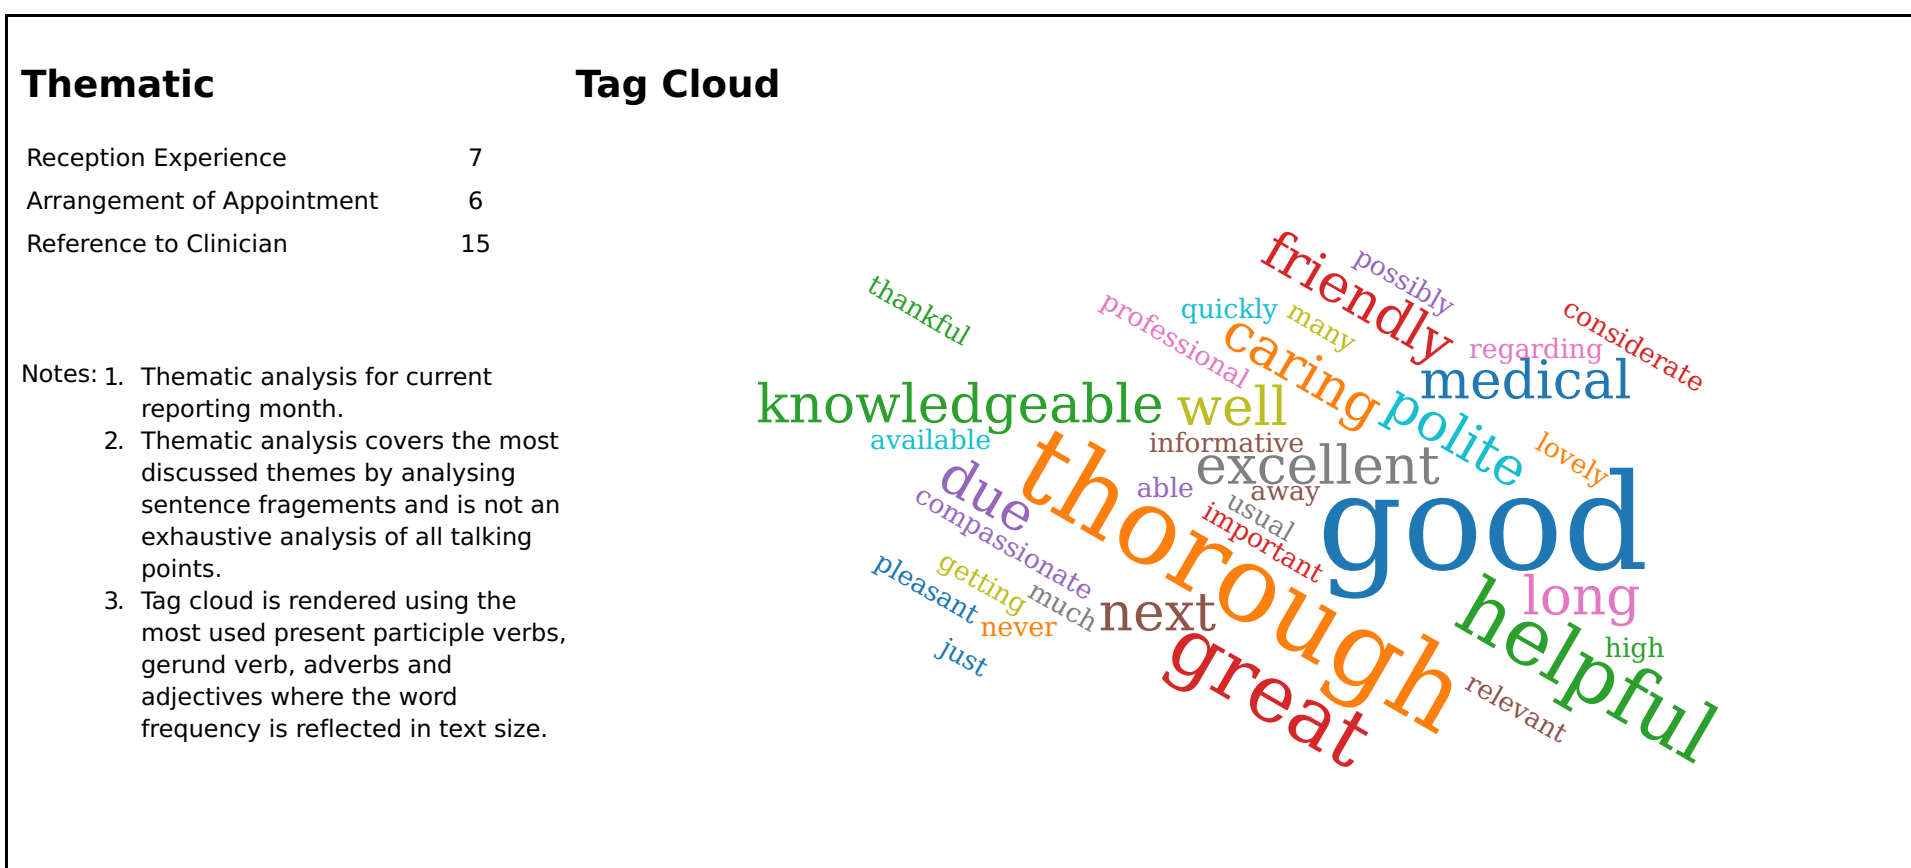 Thematic
Tag Cloud
Reception Experience 7
Arrangement of Appointment 6
Reference to Clinician 15
Notes: 1. Thematic analysis for current
reporting month.
2. Thematic analysis covers the most
discussed themes by analysing
sentence fragements and is not an
exhaustive analysis of all talking
points.
3. Tag cloud is rendered using the
most used present participle verbs,
gerund verb, adverbs and
adjectives where the word
frequency is reflected in text size.
friendly
possibly
thankful
professional
quickly
many
considerate
caring
regarding
medical
knowledgeable
well
polite
available
informative
excellent
lovely
due
thorough
able
away
usual
good
compassionate
important
pleasant
getting
much
next
long
helpful
never
just
great
high
relevant